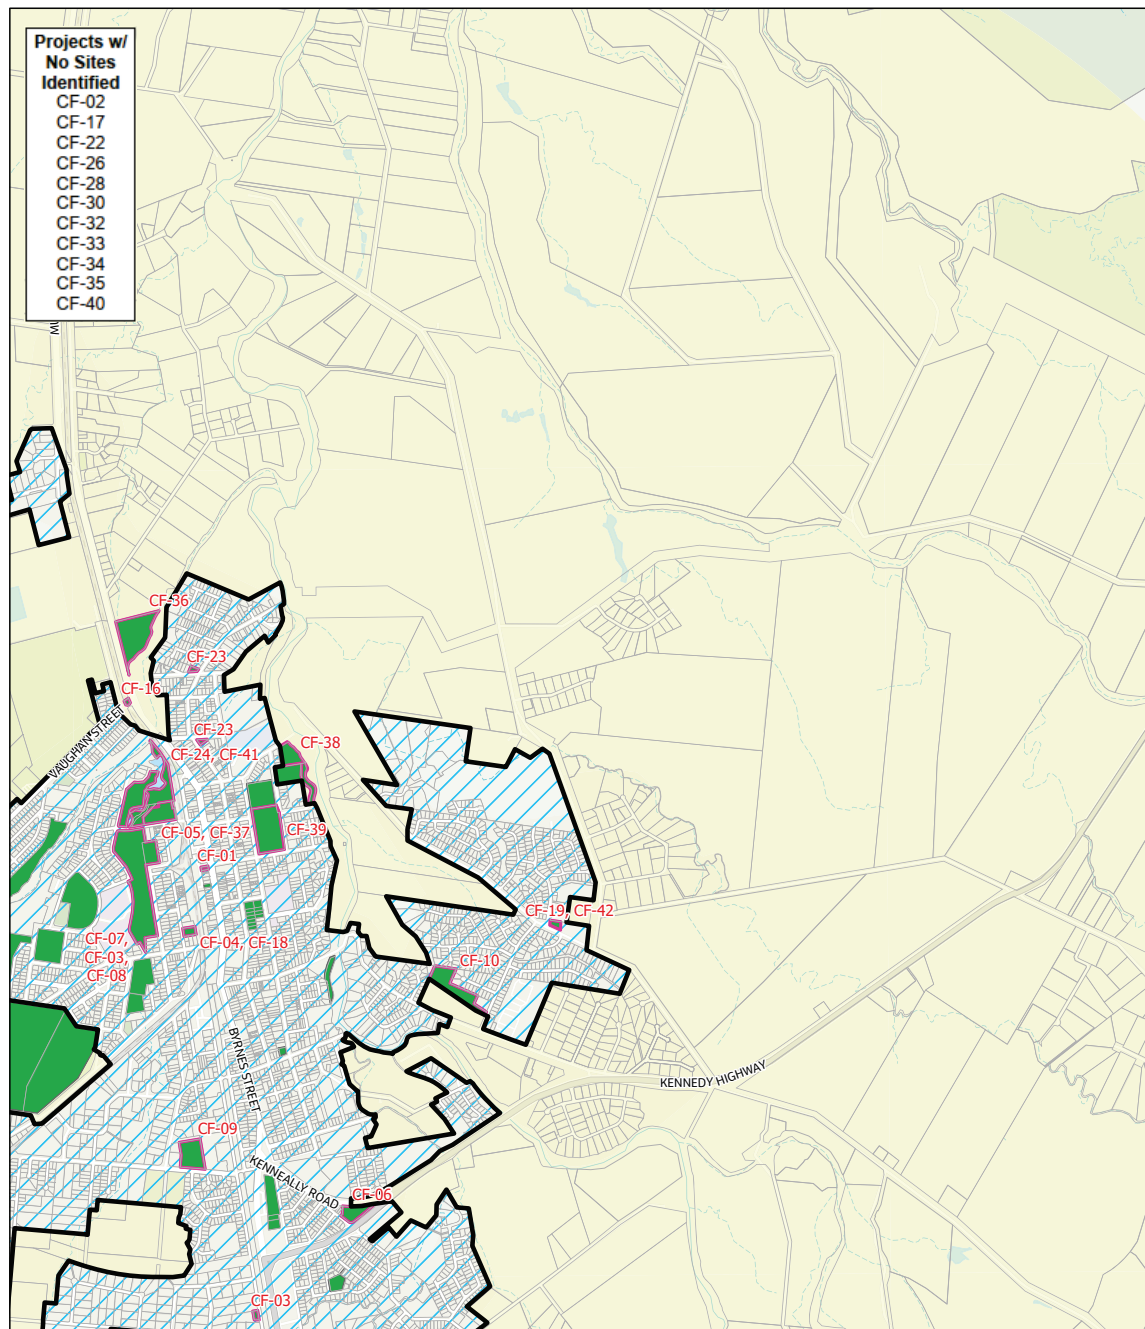 Projects w/
No Sites
Identified
CF-02
CF-17
CF-22
CF-26
CF-28
CF-30
CF-32
CF-33
CF-34
CF-35
CF-40
CF-36
CF-23
CF-16
VAUGHAN STREET
CF-23
CF-38
CF-24, CF-41
CF-05, CF-37
CF-39
CF-01
CF-19, CF-42
CF-07,
CF-03,
CF-08
CF-04, CF-18
CF-10
BYRNES STREET
KENNEDY HIGHWAY
CF-09
KENNEALLY ROAD
CF-06
CF-03